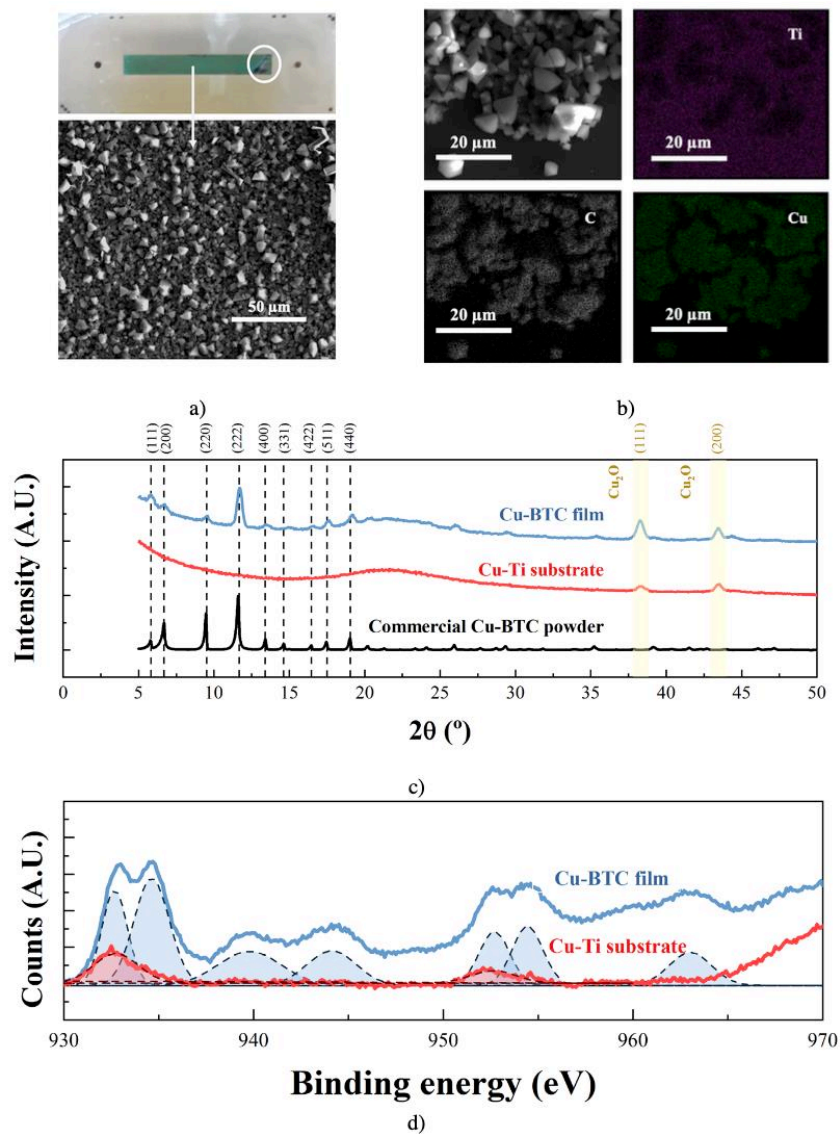 50 µm
20 µm
Ti
20 µm
C
20 µm
Cu
20 µm
a)
b)
(111)
(200)
(220)
(222)
(400)
(331)
(422)
(511)
(440)
(111)
(200)
Cu₂O
Cu₂O
Cu-BTC film
Cu-Ti substrate
Commercial Cu-BTC powder
Intensity (A.U.)
0 5 10 15 20 25 30 35 40 45 50
2θ (º)
c)
Cu-BTC film
Cu-Ti substrate
Counts (A.U.)
930 940 950 960 970
Binding energy (eV)
d)